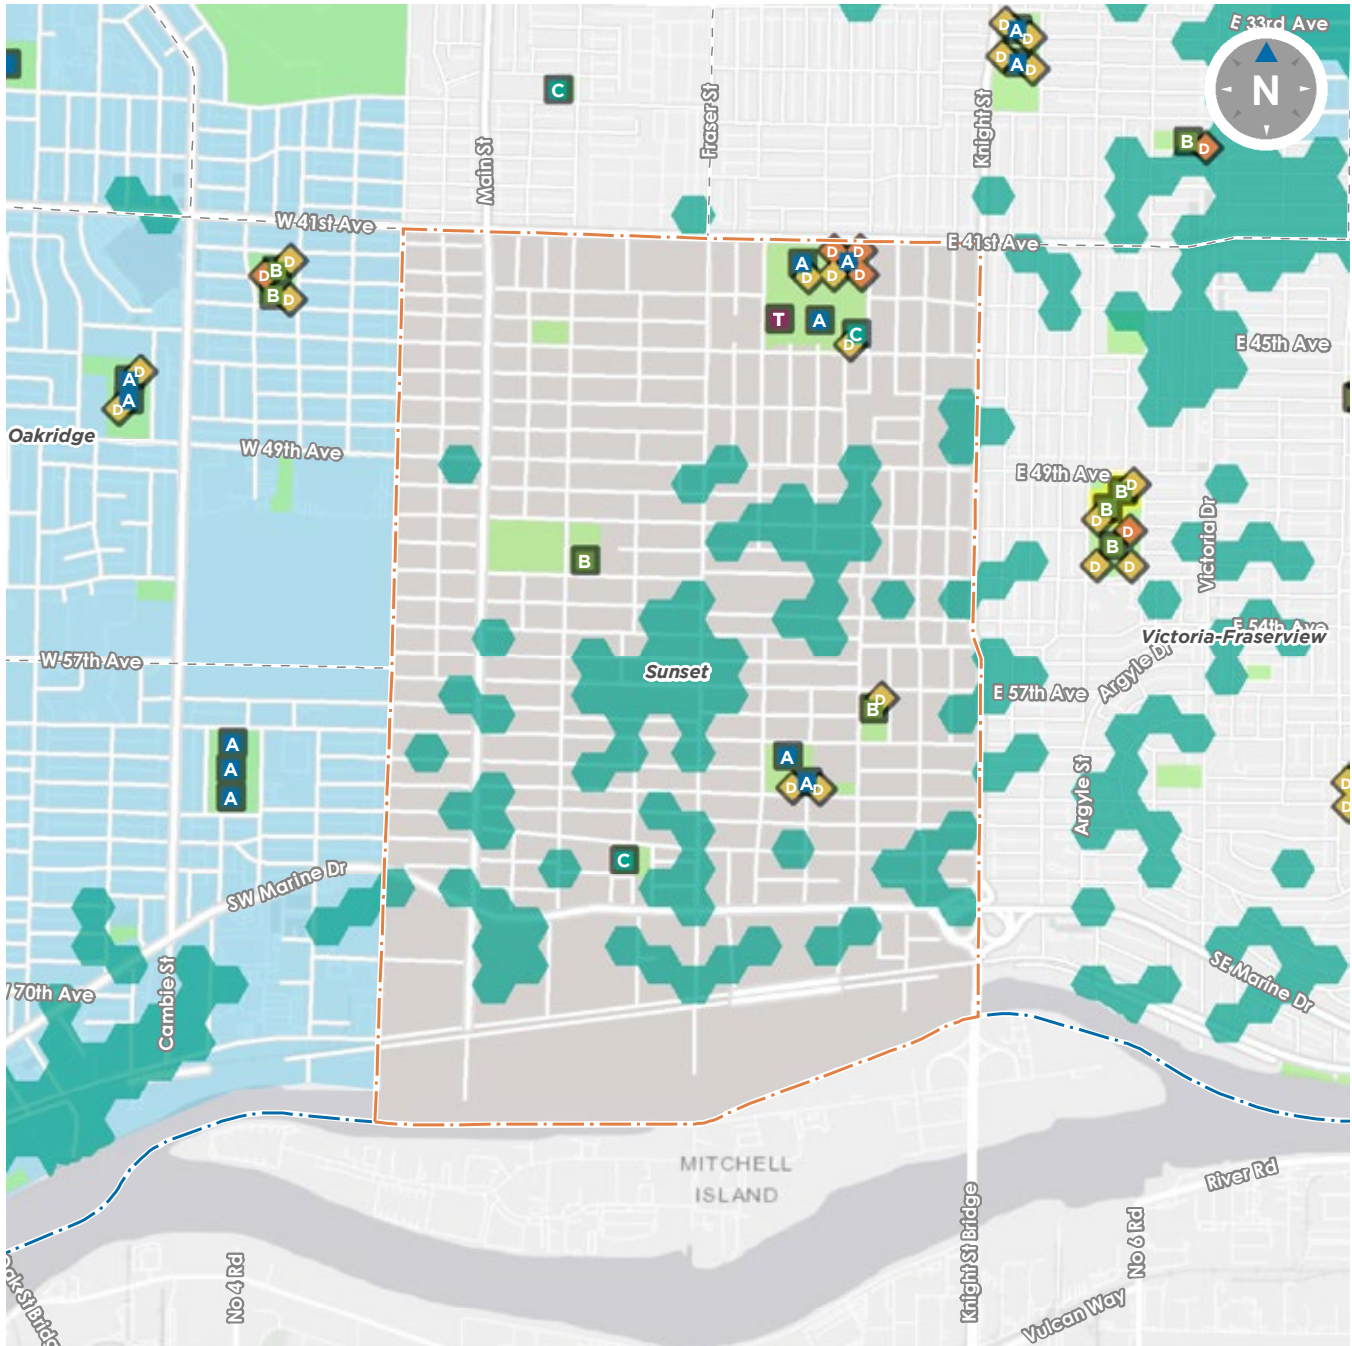 E 33rd Ave
D
A
D
D
A
D
N
C
Fraser St
Knight St
B
D
Main St
W 41st Ave
E 41st Ave
D
B
D
B
D
A
D
D
A
D
D
D
T
A
C
D
E 45th Ave
D
A
A
D
Oakridge
W 49th Ave
E 49th Ave
D
B
B
D
D
B
D
D
Victoria Dr
B
E 54th Ave
Victoria-Fraserview
W 57th Ave
Sunset
Argyle Dr
E 57th Ave
D
B
A
A
A
A
D
A
D
D
D
Argyle St
C
SW Marine Dr
SE Marine Dr
70th Ave
Cambie St
MITCHELL
ISLAND
River Rd
Knight St Bridge
No 6 Rd
No 4 Rd
Oak St Bridge
Vulcan Way